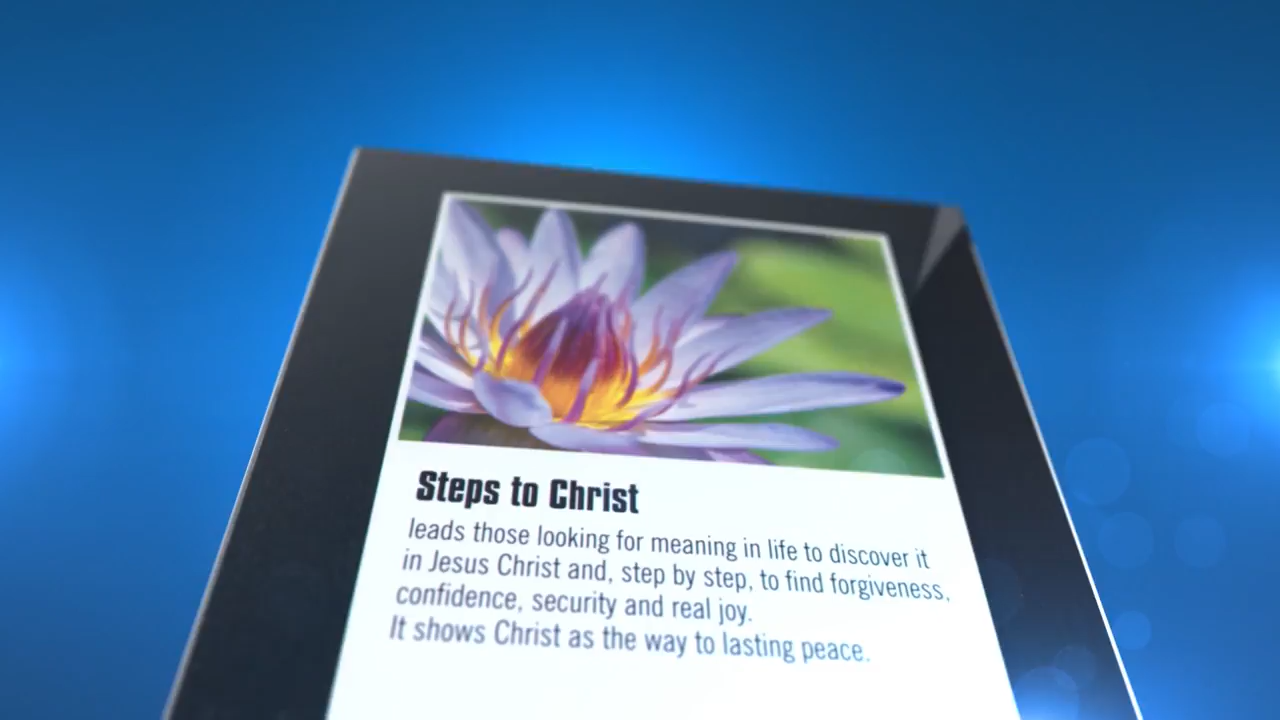 Steps to Christ
leads those looking for meaning in life to discover it
in Jesus Christ and, step by step, to find forgiveness,
confidence, security and real joy.
It shows Christ as the way to lasting peace.